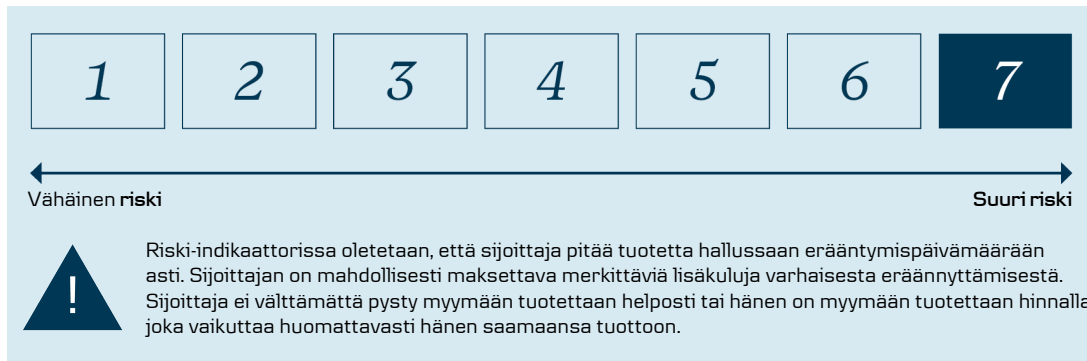 1 2 3 4 5 6 7
Vähäinen riski Suuri riski
!
Riski-indikaattorissa oletetaan, että sijoittaja pitää tuotetta hallussaan erääntymispäivämäärään
asti. Sijoittajan on mahdollisesti maksettava merkittäviä lisäkuluja varhaisesta eräännyttämisestä.
Sijoittaja ei välttämättä pysty myymään tuotettaan helposti tai hänen on myymään tuotettaan hinnalla
joka vaikuttaa huomattavasti hänen saamaansa tuottoon.